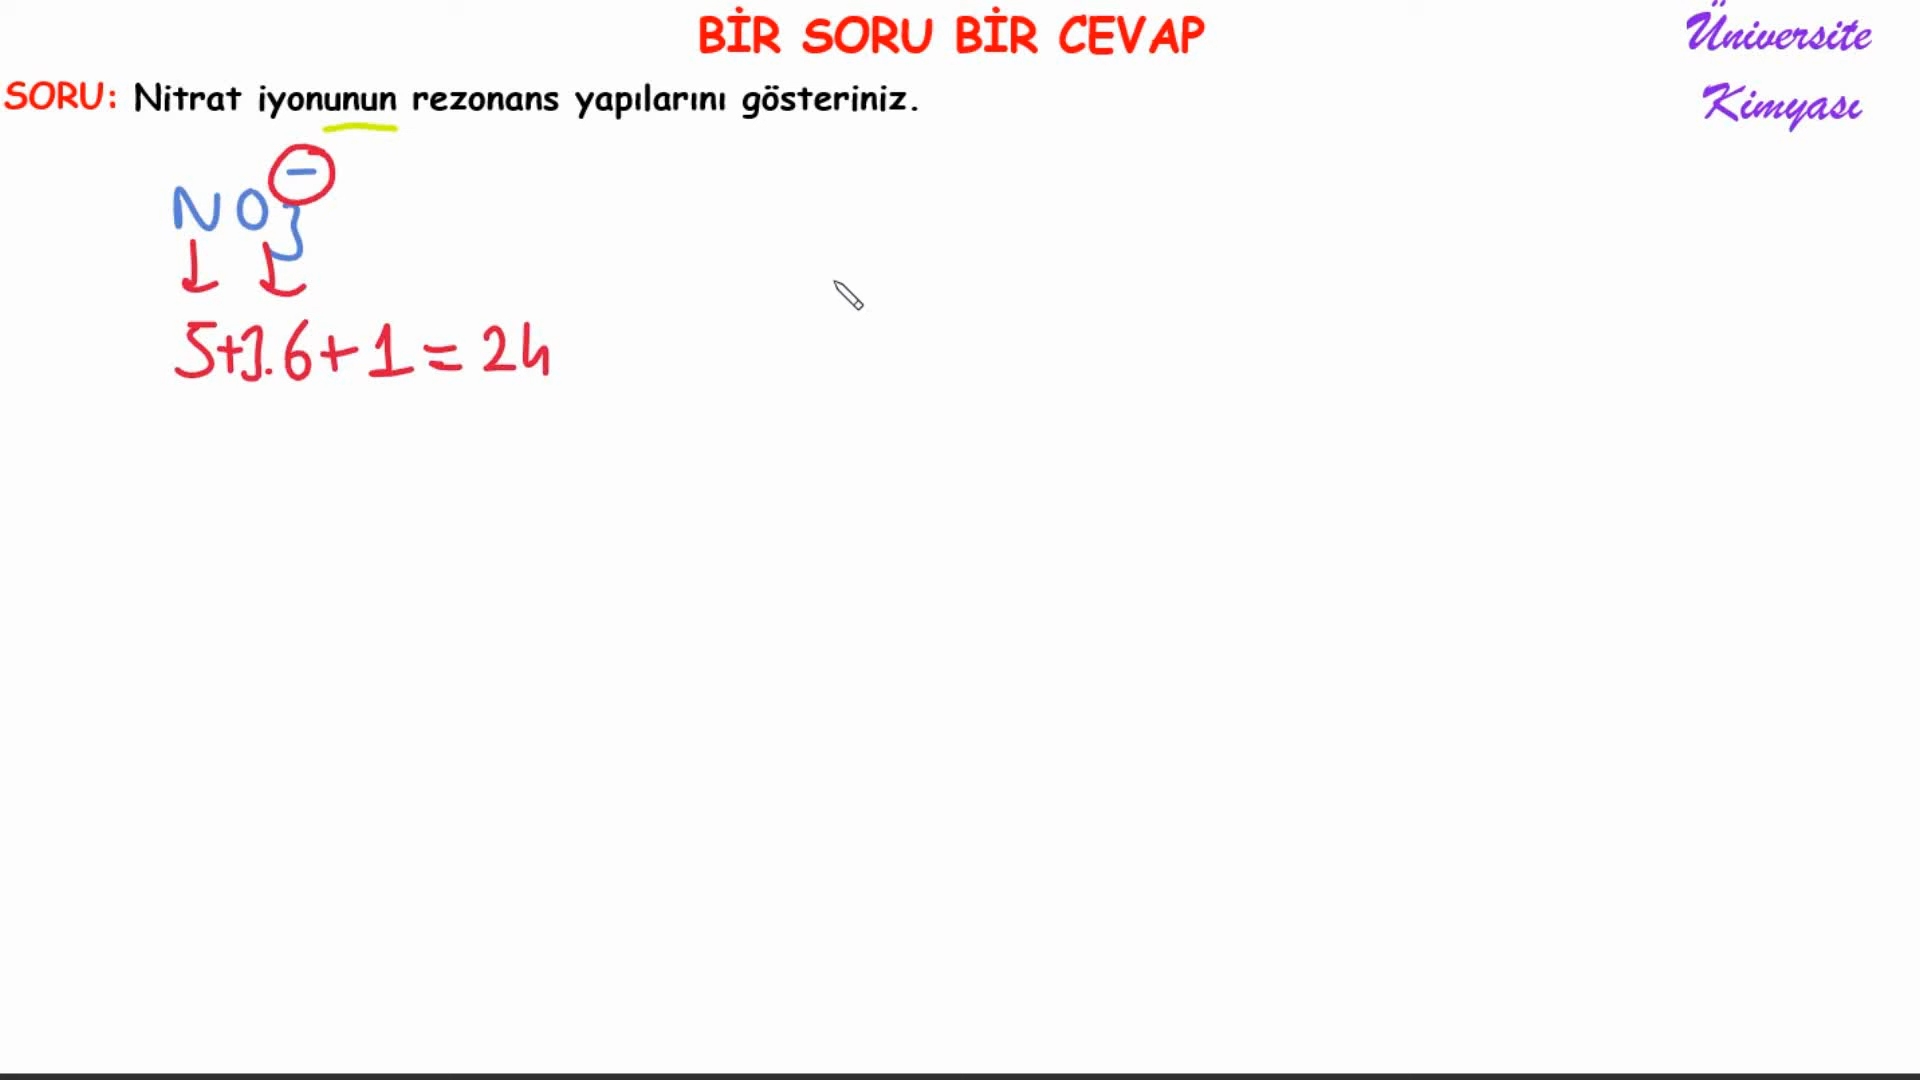 BİR SORU BİR CEVAP
Üniversite
Kimyası
SORU: Nitrat iyonunun rezonans yapılarını gösteriniz.
NO3−
5+3.6+1=24